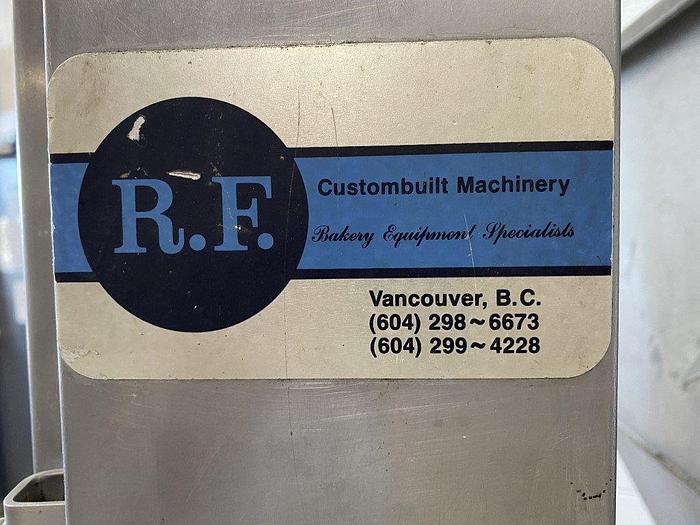 R.F.
Custombuilt Machinery
Bakery Equipment Specialists
Vancouver, B.C.
(604) 298~6673
(604) 299~4228